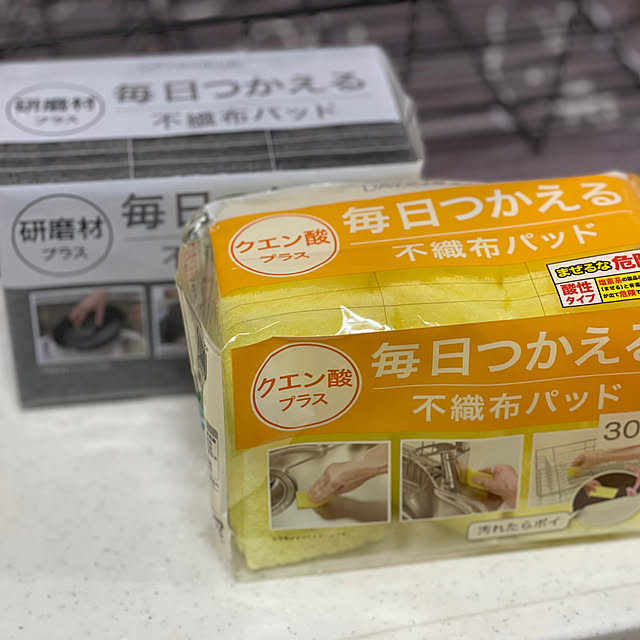 研磨材
プラス
毎日つかえる
不織布パッド
研磨材
プラス
毎日
クエン酸
プラス
毎日つかえる
不織布パッド
まぜるな危険
酸性
タイプ
クエン酸
プラス
毎日つかえる
不織布パッド
30
汚れたらポイ